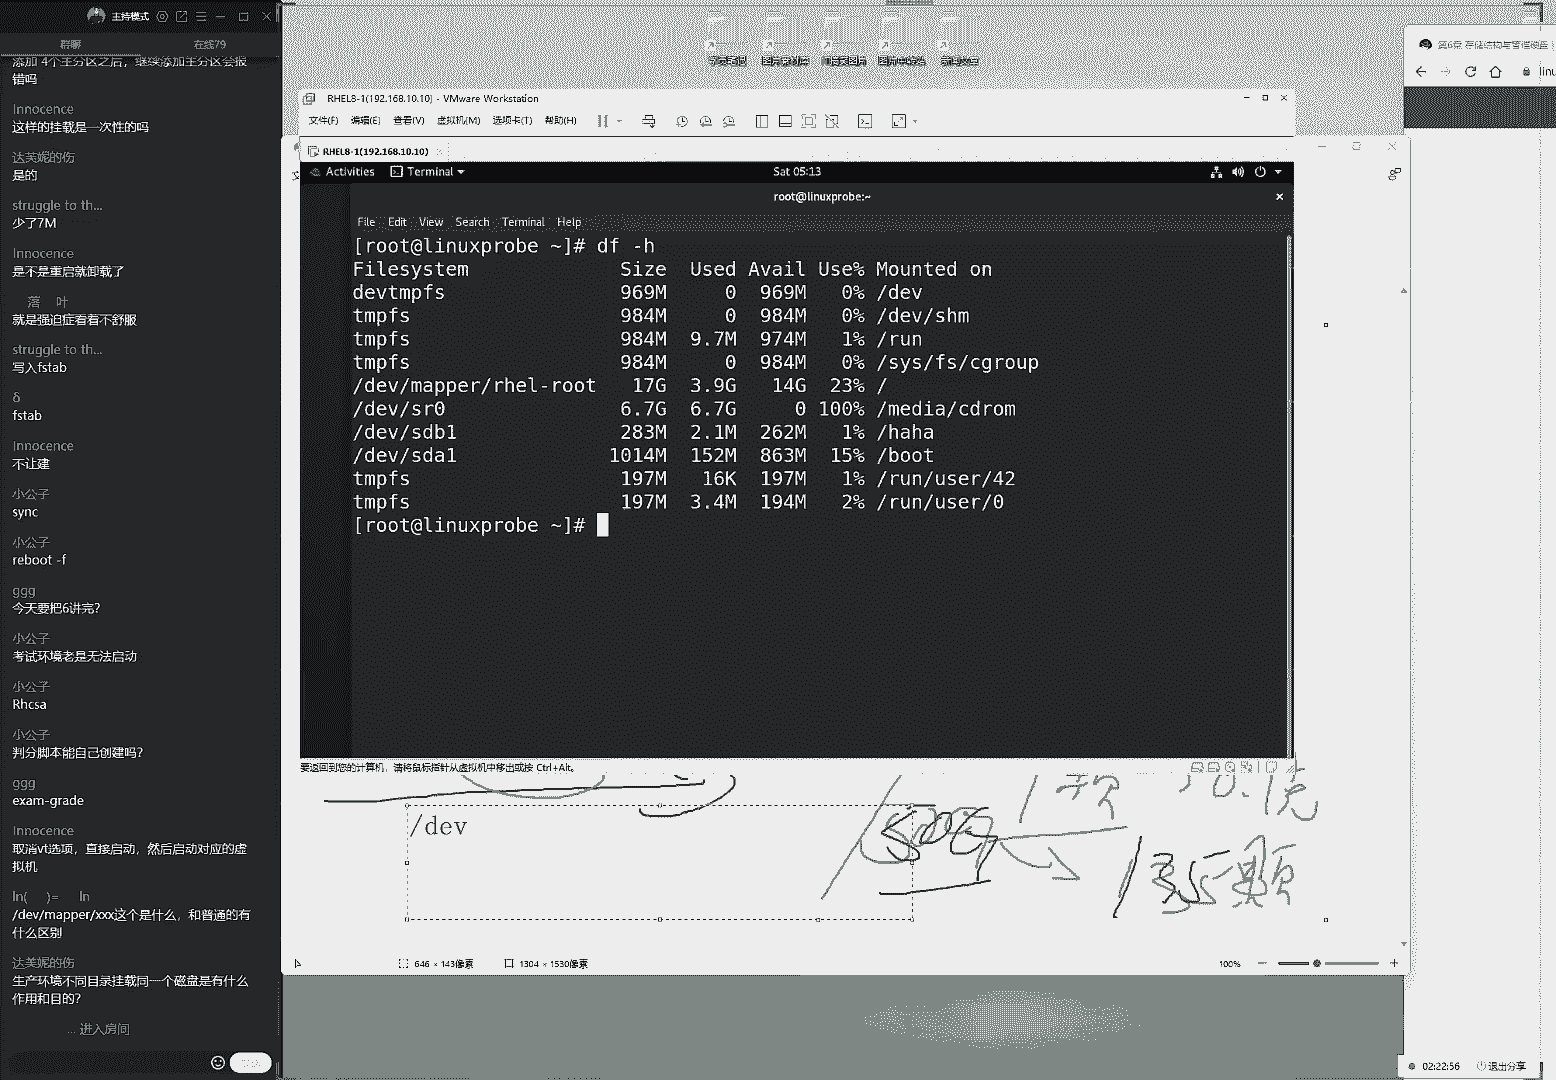 主持模式
群聊
在线79
添加 4个主分区之后，继续添加主分区会报
错吗
Innocence
这样的挂载是一次性的吗
达芙妮的伤
是的
struggle to th...
少了7M
Innocence
是不是重启就卸载了
落 叶
就是强迫症看着不舒服
struggle to th...
写入fstab
δ
fstab
Innocence
不让建
小公子
sync
小公子
reboot -f
ggg
今天要把6讲完?
小公子
考试环境老是无法启动
小公子
Rhcsa
小公子
判分脚本能自己创建吗?
ggg
exam-grade
Innocence
取消vt选项，直接启动，然后启动对应的虚
拟机
ln( )= ln
/dev/mapper/xxx这个是什么，和普通的有
什么区别
达芙妮的伤
生产环境不同目录挂载同一个磁盘是有什么
作用和目的?
... 进入房间
RHEL8-1(192.168.10.10) - VMware Workstation
文件(F) 编辑(E) 查看(V) 虚拟机(M) 选项卡(T) 帮助(H)
RHEL8-1(192.168.10.10)
Activities Terminal Sat 05:13
root@linuxprobe:~
File Edit View Search Terminal Help
[root@linuxprobe ~]# df -h
Filesystem Size Used Avail Use% Mounted on
devtmpfs 969M 0 969M 0% /dev
tmpfs 984M 0 984M 0% /dev/shm
tmpfs 984M 9.7M 974M 1% /run
tmpfs 984M 0 984M 0% /sys/fs/cgroup
/dev/mapper/rhel-root 17G 3.9G 14G 23% /
/dev/sr0 6.7G 6.7G 0 100% /media/cdrom
/dev/sdb1 283M 2.1M 262M 1% /haha
/dev/sda1 1014M 152M 863M 15% /boot
tmpfs 197M 16K 197M 1% /run/user/42
tmpfs 197M 3.4M 194M 2% /run/user/0
[root@linuxprobe ~]#
要返回到您的计算机，请将鼠标指针从虚拟机中移出或按 Ctrl+Alt。
/dev
646 × 143像素 1304 × 1530像素 100%
第6章 存储结构与管理硬盘
linu
02:22:56 退出分享